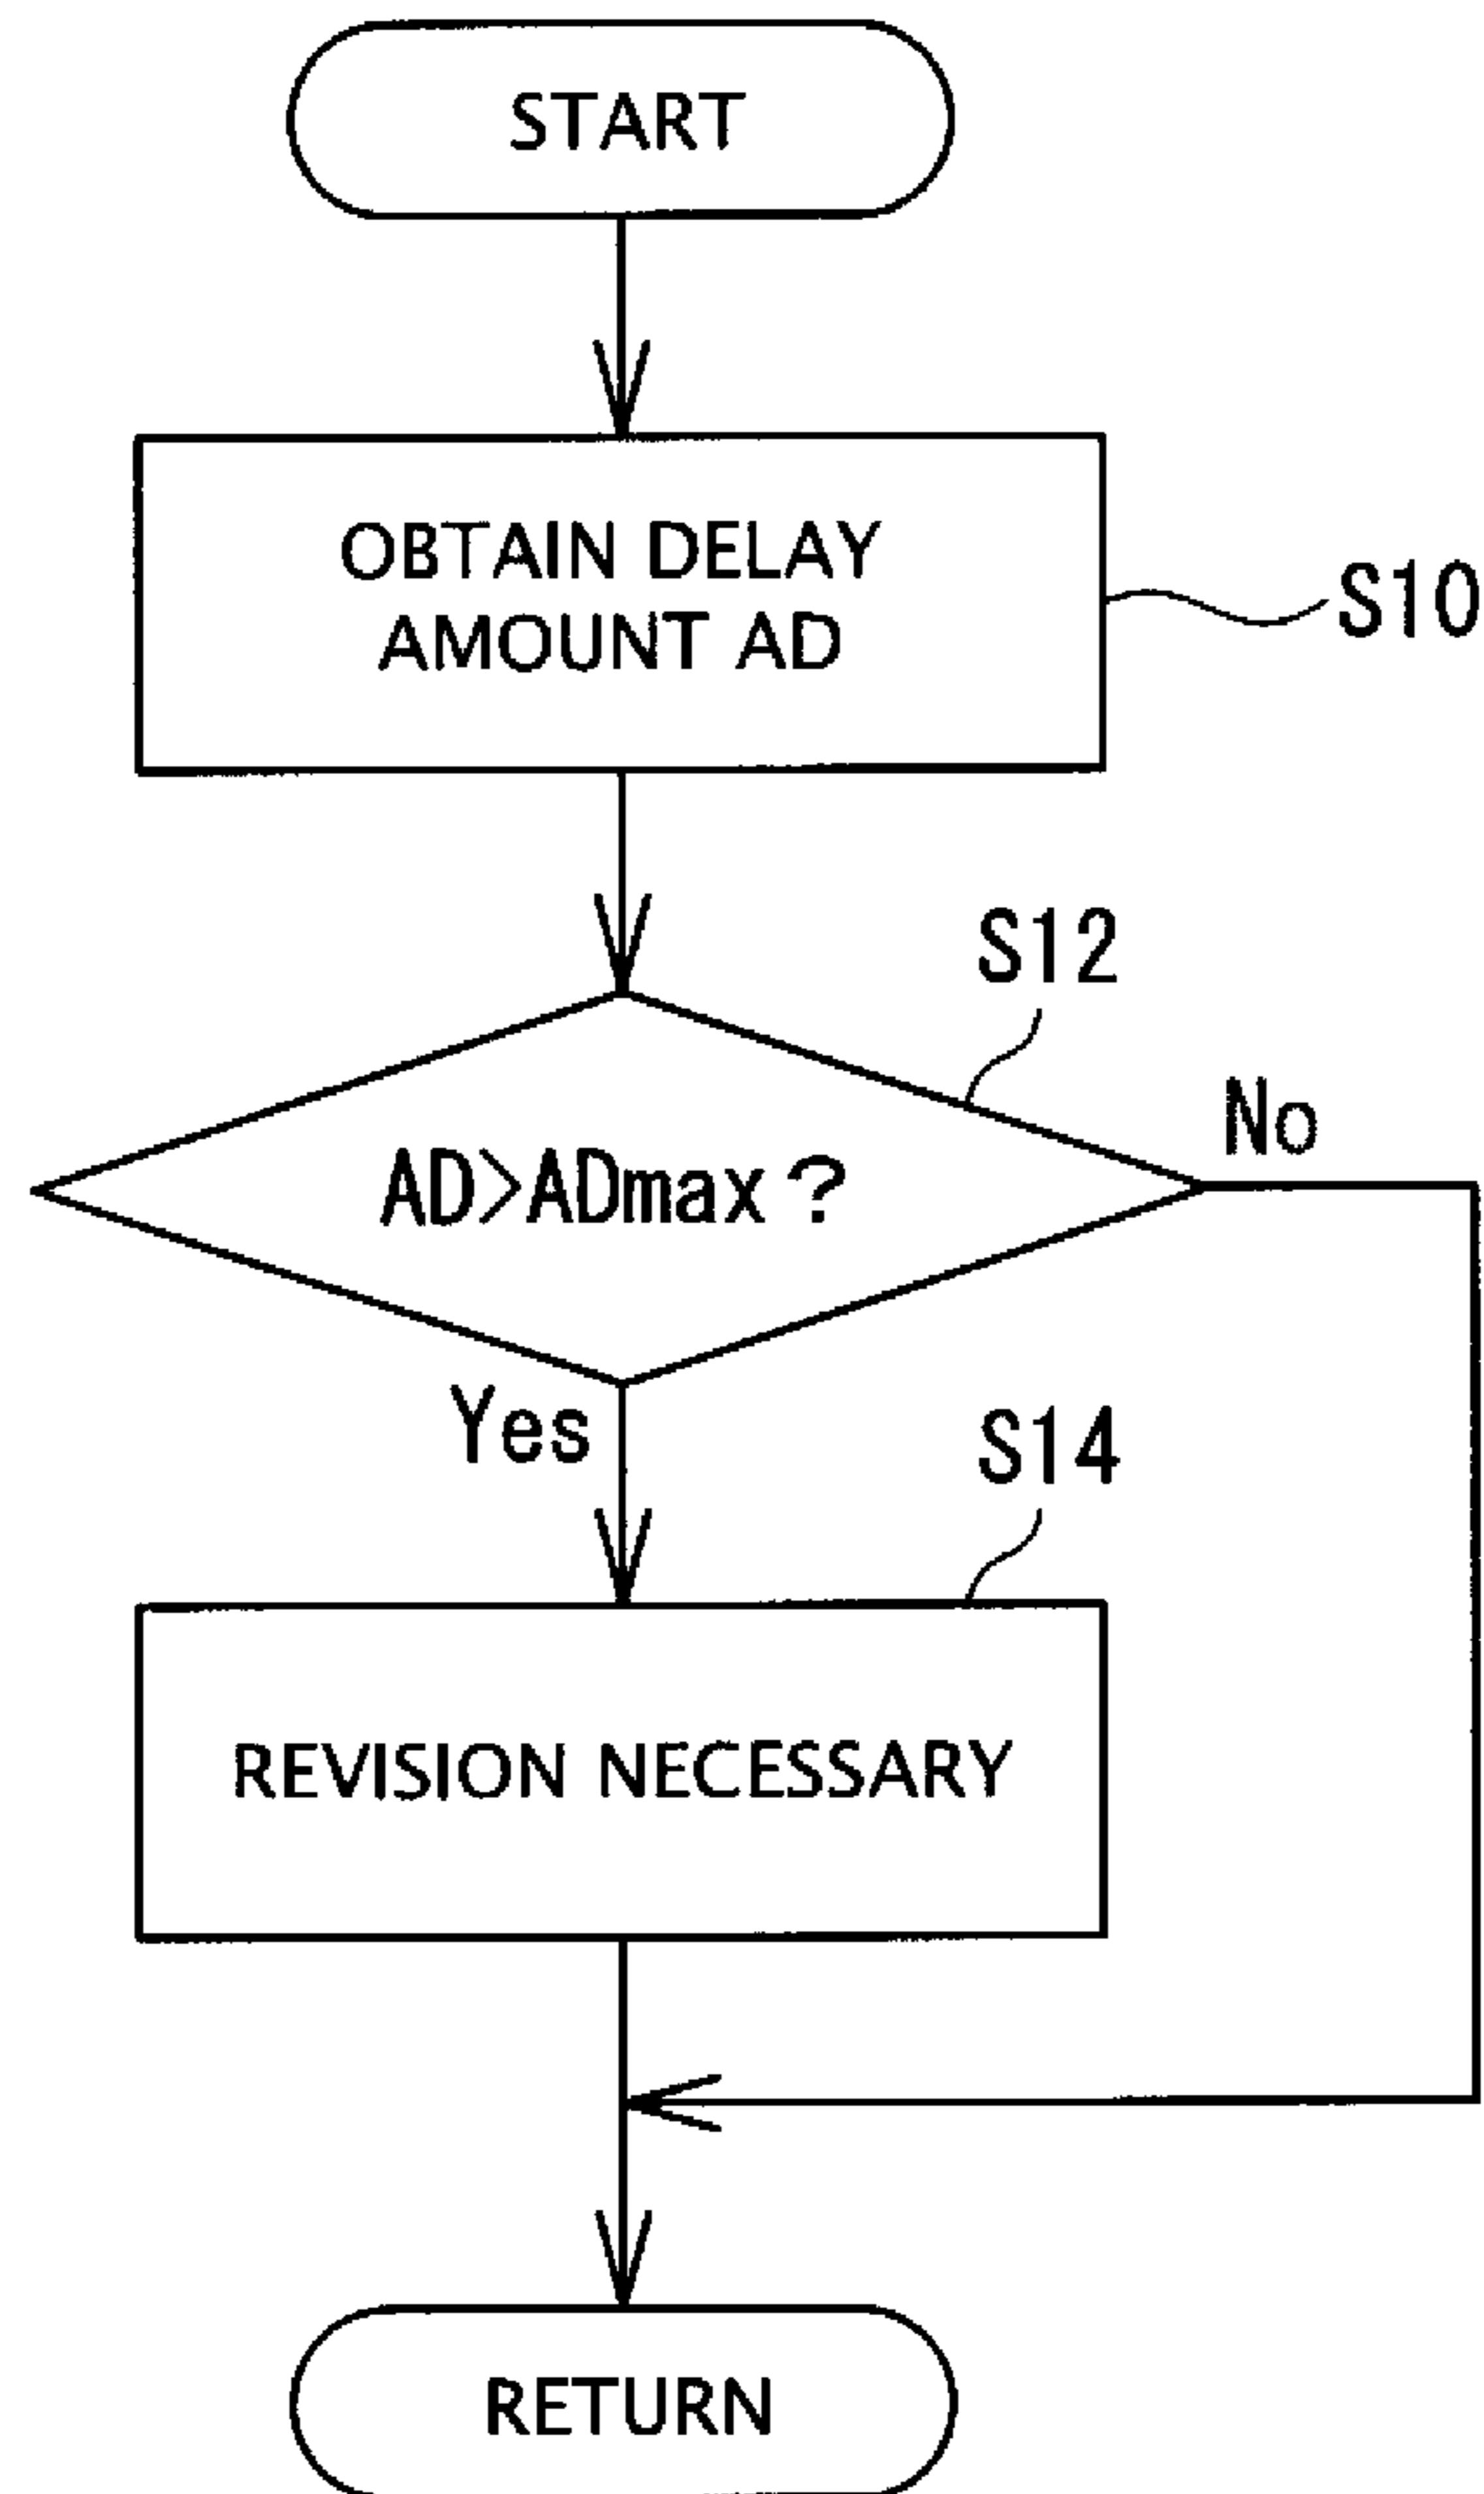 START
OBTAIN DELAY
AMOUNT AD
S10
S12
AD>ADmax?
No
Yes
S14
REVISION NECESSARY
RETURN